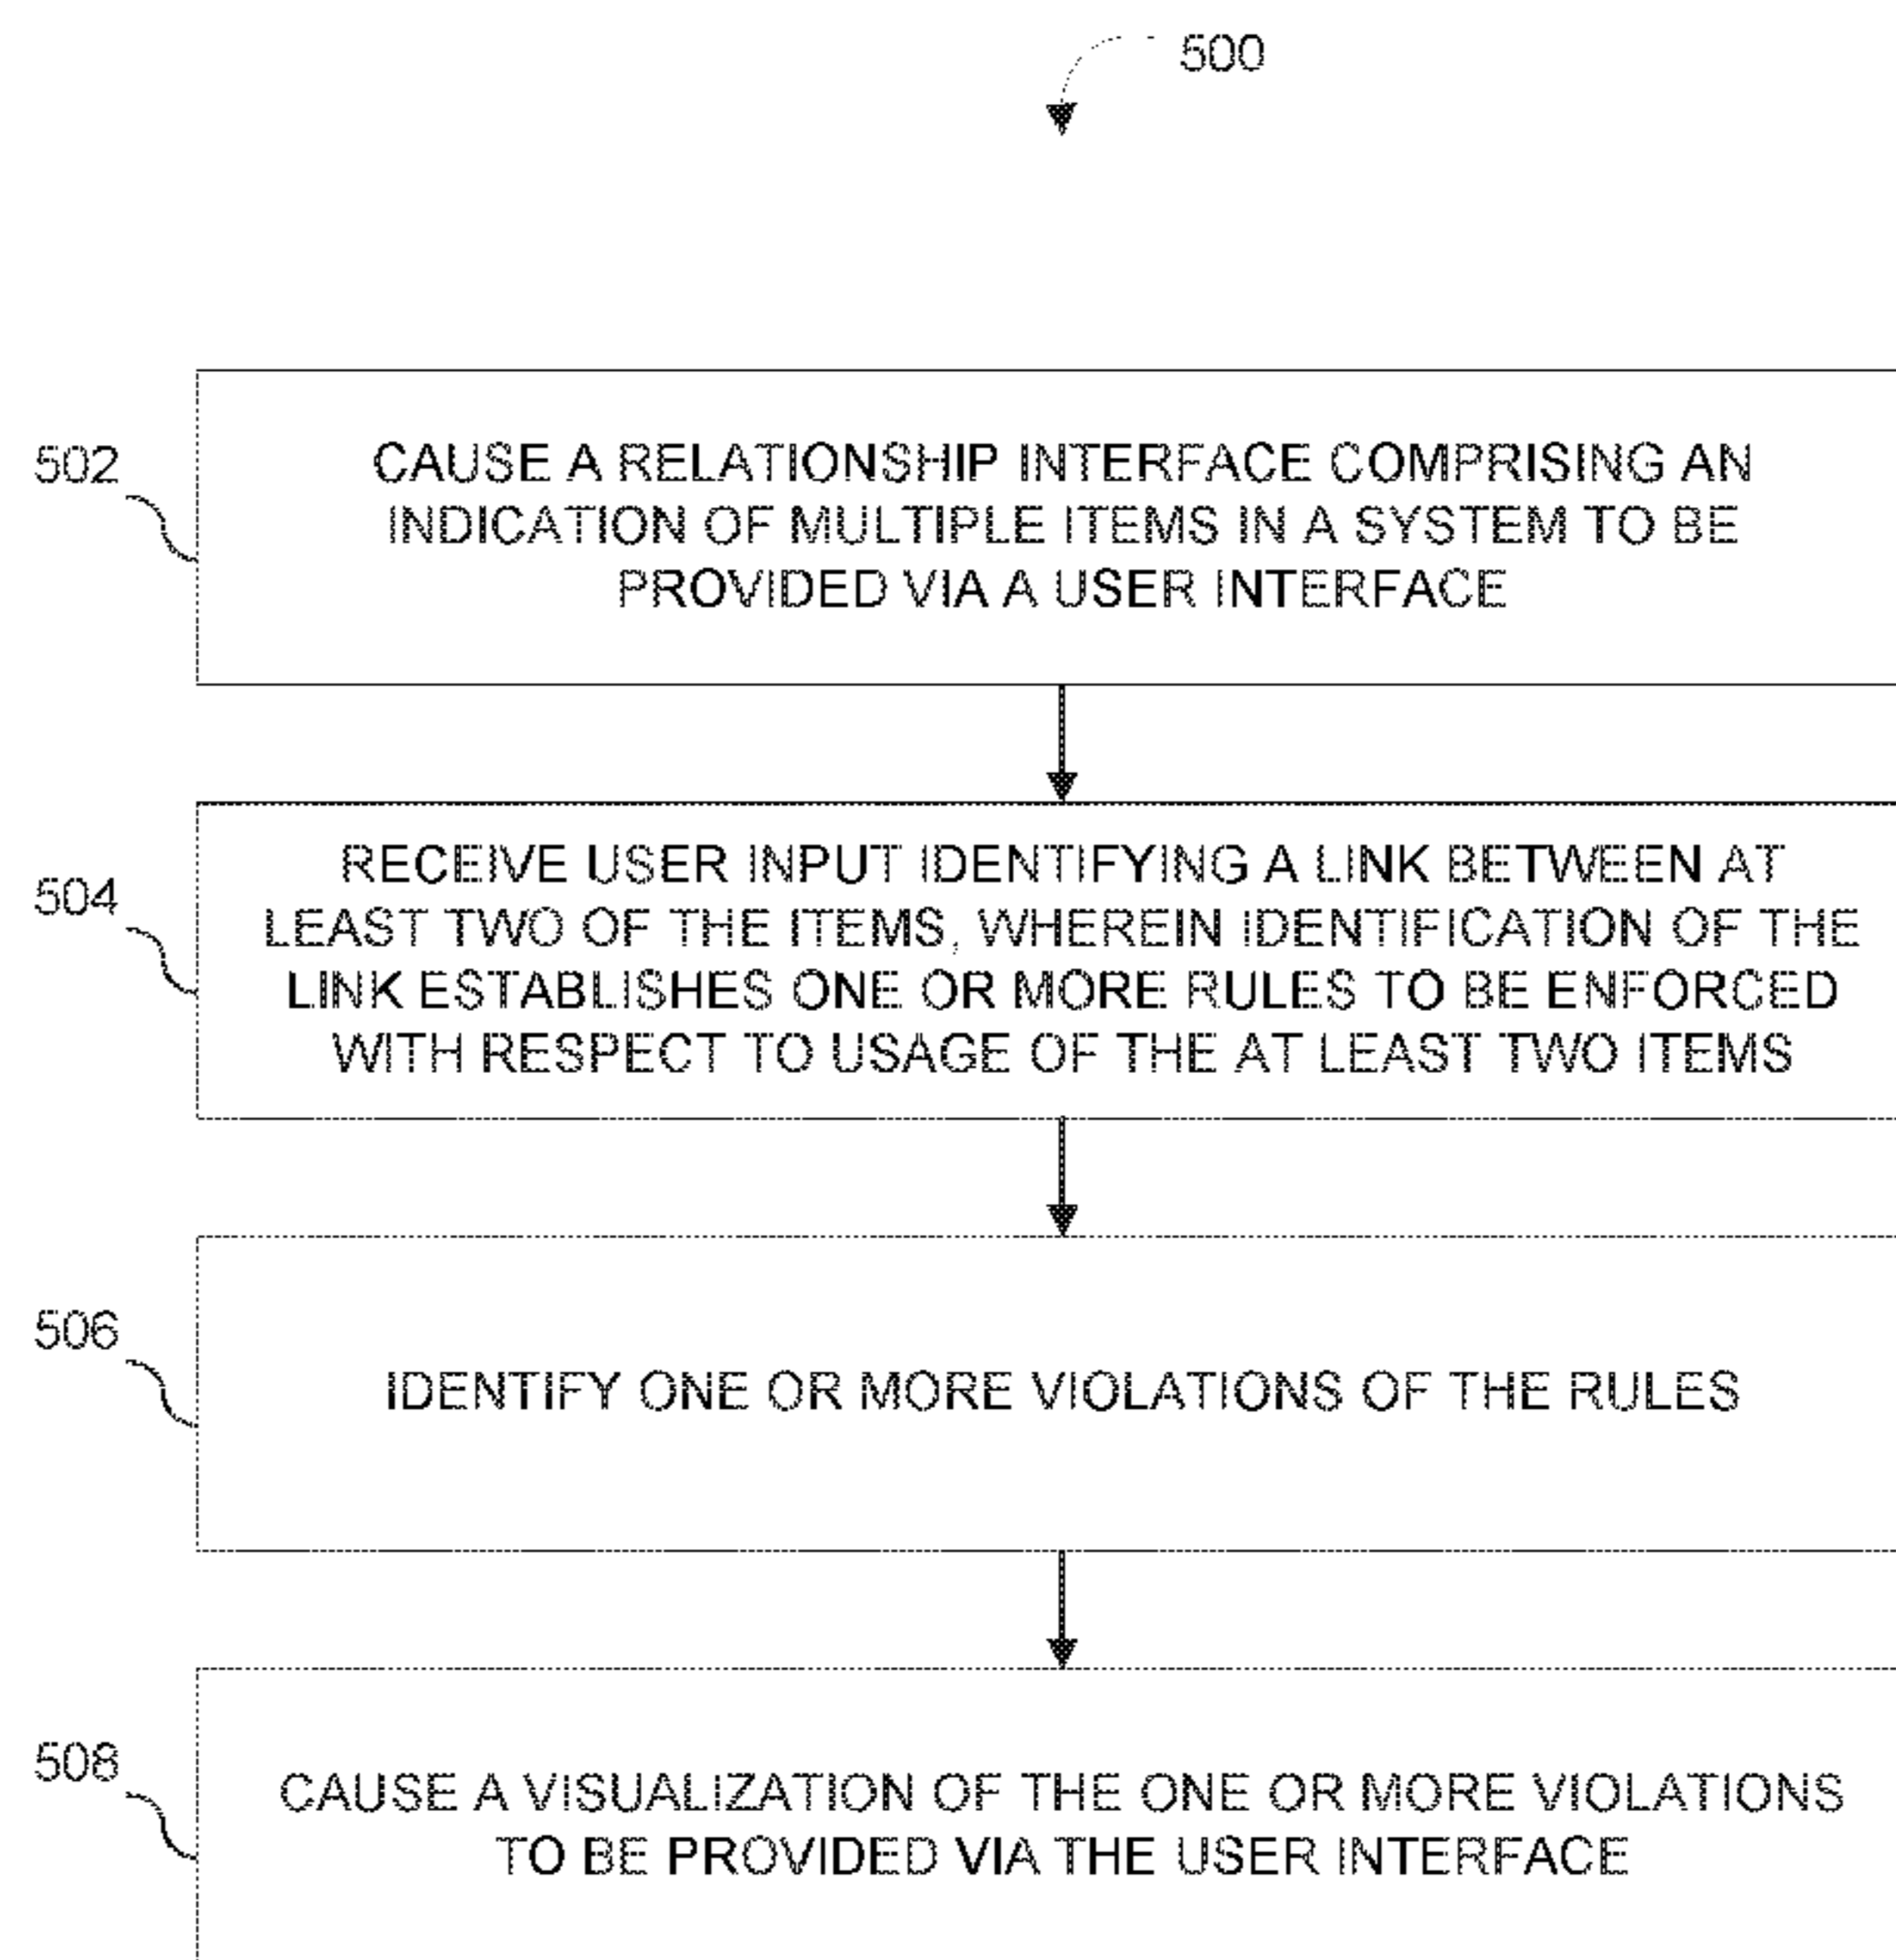 500
502
CAUSE A RELATIONSHIP INTERFACE COMPRISING AN
INDICATION OF MULTIPLE ITEMS IN A SYSTEM TO BE
PROVIDED VIA A USER INTERFACE
504
RECEIVE USER INPUT IDENTIFYING A LINK BETWEEN AT
LEAST TWO OF THE ITEMS, WHEREIN IDENTIFICATION OF THE
LINK ESTABLISHES ONE OR MORE RULES TO BE ENFORCED
WITH RESPECT TO USAGE OF THE AT LEAST TWO ITEMS
506
IDENTIFY ONE OR MORE VIOLATIONS OF THE RULES
508
CAUSE A VISUALIZATION OF THE ONE OR MORE VIOLATIONS
TO BE PROVIDED VIA THE USER INTERFACE